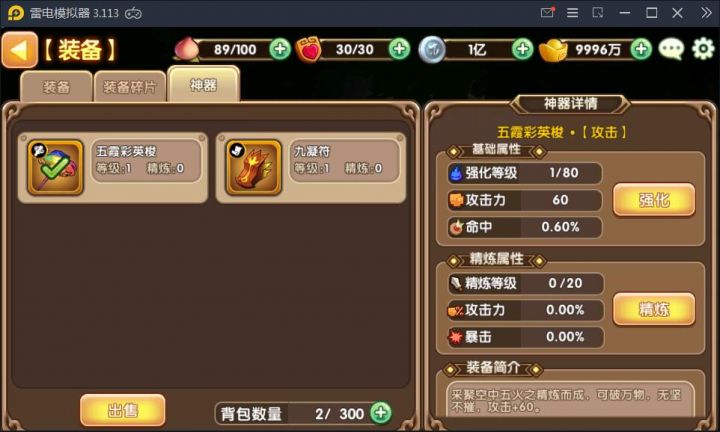 雷电模拟器 3.113
【装备】
89/100
30/30
1亿
9996万
装备
装备碎片
神器
五霞彩英梭
等级:1 精炼:0
九凝符
等级:1 精炼:0
出售
背包数量 2/ 300
神器详情
五霞彩英梭·【攻击】
基础属性
强化等级 1/80
攻击力 60
命中 0.60%
强化
精炼属性
精炼等级 0/20
攻击力 0.00%
暴击 0.00%
精炼
装备简介
采聚空中五火之精炼而成，可破万物，无坚
不摧，攻击+60。